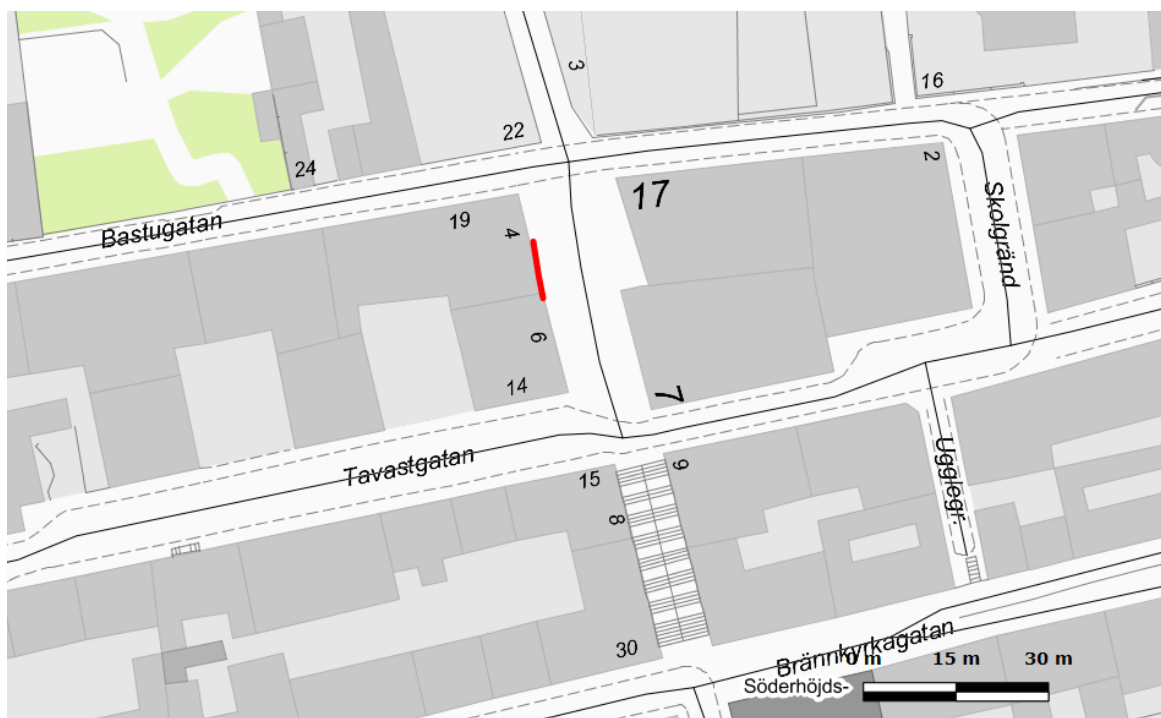 3
16
22
24
2
17
19
4
Bastugatan
Skolgränd
6
14
7
Tavastgatan
15
9
8
Ugglegr.
30
Brännkyrkagatan
0 m 15 m 30 m
Söderhöjds-